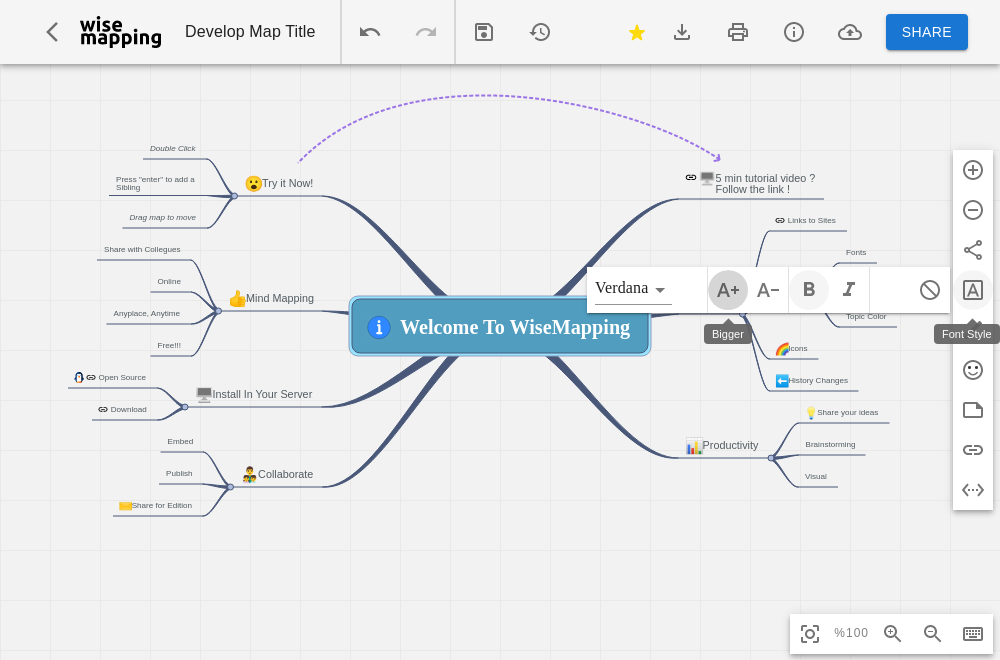 wise
mapping
Develop Map Title
SHARE
Double Click
Press "enter" to add a
Sibling
Drag map to move
Try it Now!
5 min tutorial video ?
Follow the link !
Links to Sites
Fonts
Topic Color
Share with Collegues
Online
Anyplace, Anytime
Free!!!
Mind Mapping
Verdana
A+
A-
B
I
A
Bigger
Font Style
Welcome To WiseMapping
Icons
History Changes
Open Source
Download
Install In Your Server
Share your ideas
Brainstorming
Visual
Productivity
Embed
Publish
Share for Edition
Collaborate
%100